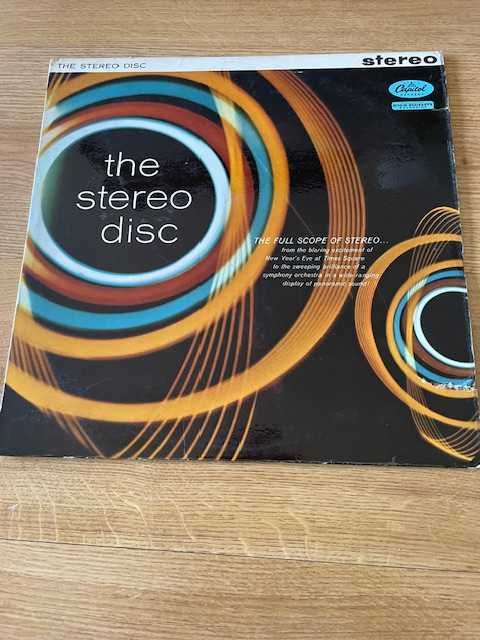 THE STEREO DISC
stereo
Capitol
RECORDS
the
stereo
disc
THE FULL SCOPE OF STEREO...
from the blaring excitement of
New Year's Eve at Times Square
to the sweeping brilliance of a
symphony orchestra in a wide-ranging
display of panoramic sound!